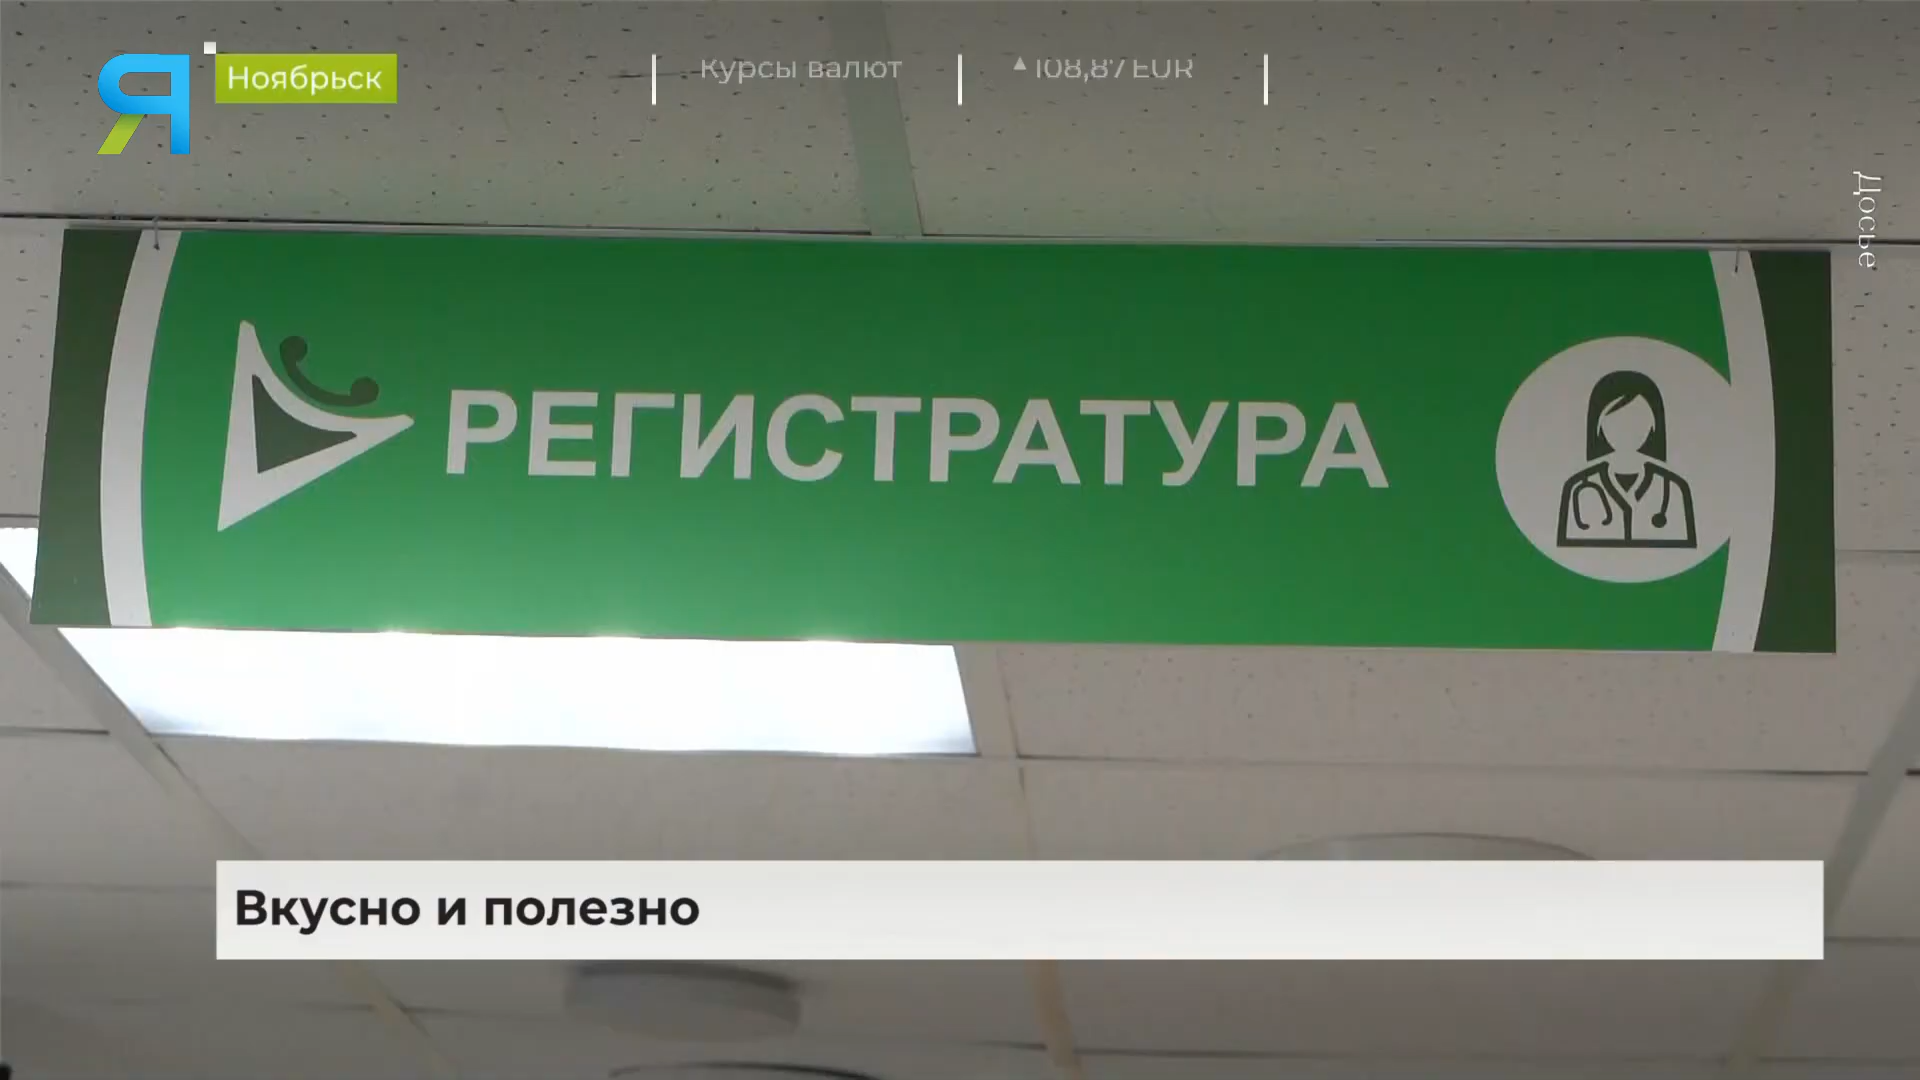 Ноябрьск
Курсы валют
108,87 EUR
Досье
РЕГИСТРАТУРА
Вкусно и полезно